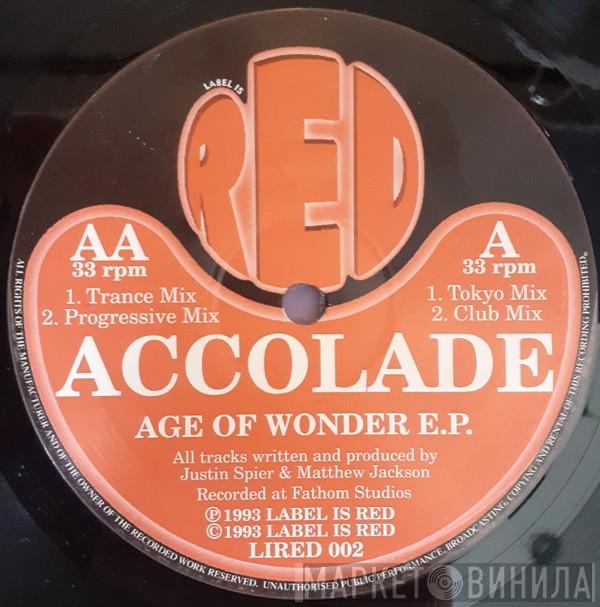 LABEL IS
RED
AA
33 rpm
1. Trance Mix
2. Progressive Mix
A
33 rpm
1. Tokyo Mix
2. Club Mix
ACCOLADE
AGE OF WONDER E.P.
All tracks written and produced by
Justin Spier & Matthew Jackson
Recorded at Fathom Studios
Ⓟ 1993 LABEL IS RED
© 1993 LABEL IS RED
LIRED 002
ALL RIGHTS OF THE MANUFACTURER AND OF THE OWNER OF THE RECORDED WORK RESERVED. UNAUTHORISED PUBLIC PERFORMANCE, BROADCASTING, COPYING AND RENTAL OF THIS RECORDING PROHIBITED.
МАРКЕТ ВИНИЛА